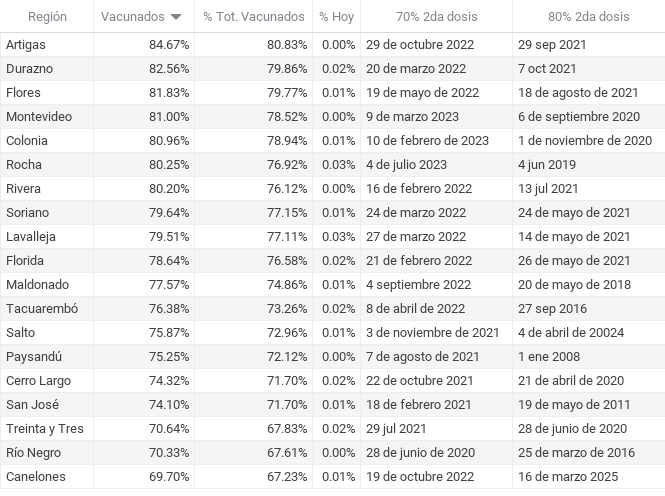 Región Vacunados % Tot. Vacunados % Hoy 70% 2da dosis 80% 2da dosis
Artigas 84.67% 80.83% 0.00% 29 de octubre 2022 29 sep 2021
Durazno 82.56% 79.86% 0.02% 20 de marzo 2022 7 oct 2021
Flores 81.83% 79.77% 0.01% 19 de mayo de 2022 18 de agosto de 2021
Montevideo 81.00% 78.52% 0.00% 9 de marzo 2023 6 de septiembre 2020
Colonia 80.96% 78.94% 0.01% 10 de febrero de 2023 1 de noviembre de 2020
Rocha 80.25% 76.92% 0.03% 4 de julio 2023 4 jun 2019
Rivera 80.20% 76.12% 0.00% 16 de febrero 2022 13 jul 2021
Soriano 79.64% 77.15% 0.01% 24 de marzo 2022 24 de mayo de 2021
Lavalleja 79.51% 77.11% 0.03% 27 de marzo 2022 14 de mayo de 2021
Florida 78.64% 76.58% 0.02% 21 de febrero 2022 26 de mayo de 2021
Maldonado 77.57% 74.86% 0.01% 4 septiembre 2022 20 de mayo de 2018
Tacuarembó 76.38% 73.26% 0.02% 8 de abril de 2022 27 sep 2016
Salto 75.87% 72.96% 0.01% 3 de noviembre de 2021 4 de abril de 20024
Paysandú 75.25% 72.12% 0.00% 7 de agosto de 2021 1 ene 2008
Cerro Largo 74.32% 71.70% 0.02% 22 de octubre 2021 21 de abril de 2020
San José 74.10% 71.70% 0.01% 18 de febrero 2021 19 de mayo de 2011
Treinta y Tres 70.64% 67.83% 0.02% 29 jul 2021 28 de junio de 2020
Río Negro 70.33% 67.61% 0.00% 28 de junio de 2020 25 de marzo de 2016
Canelones 69.70% 67.23% 0.01% 19 de octubre 2022 16 de marzo 2025